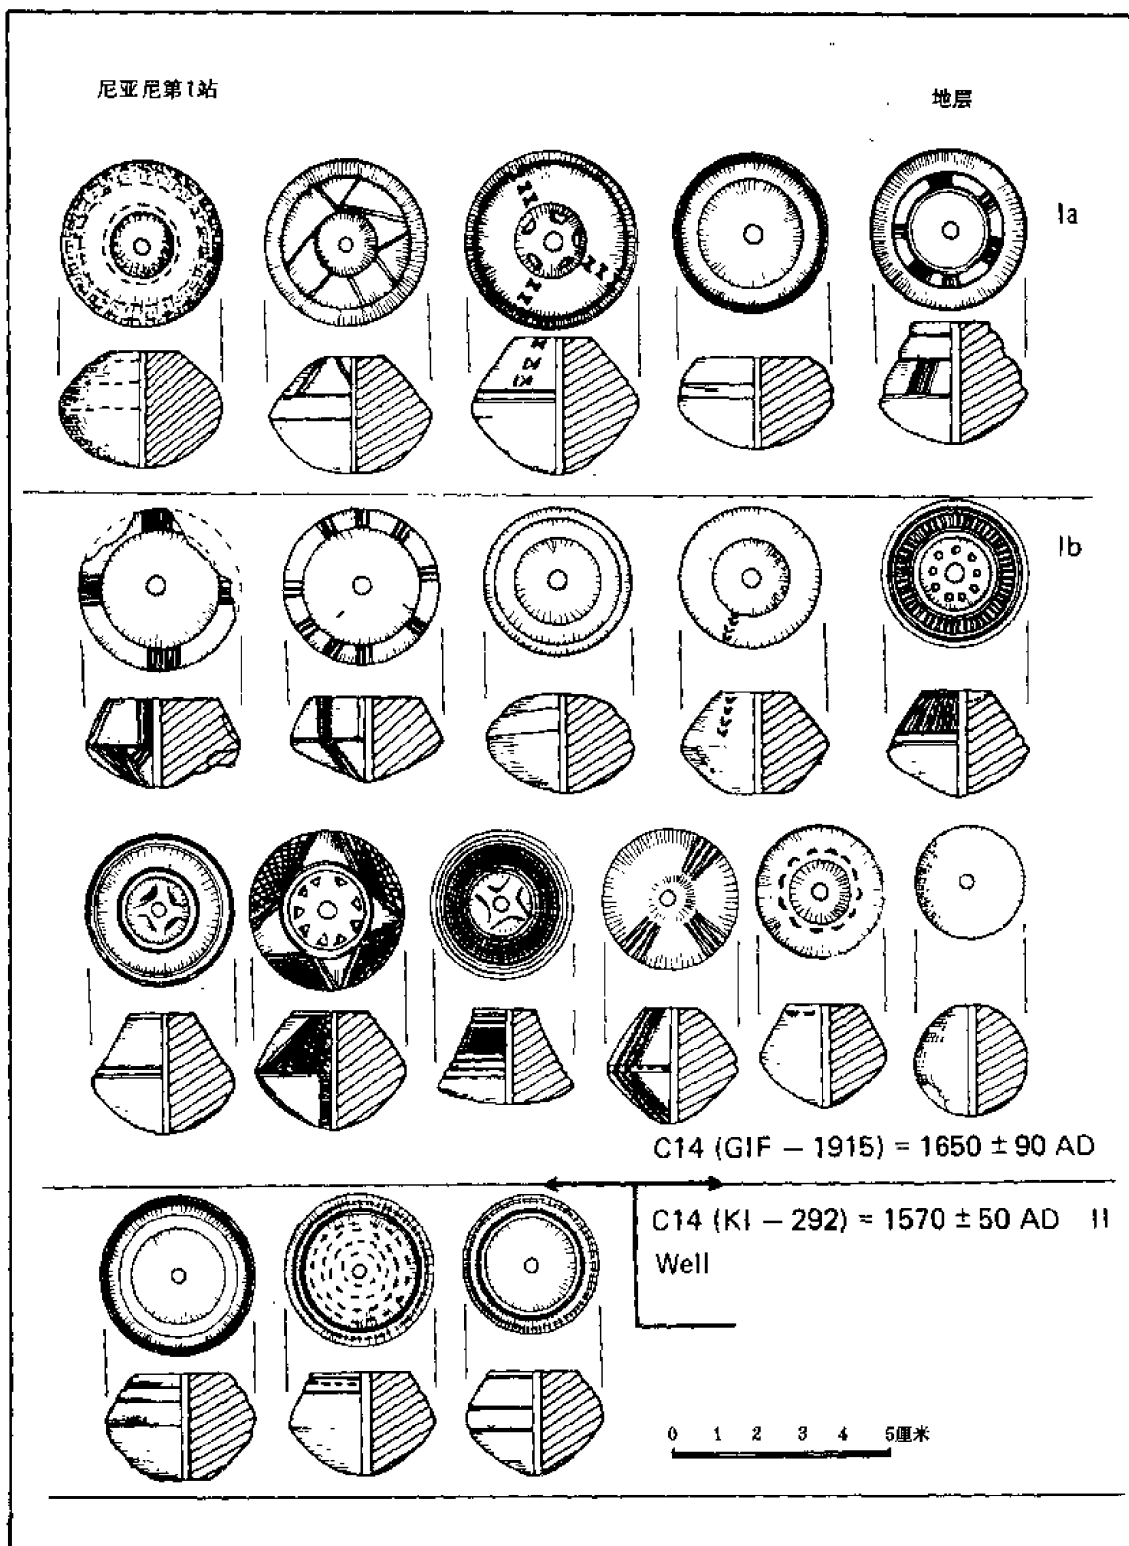 尼亚尼第1站
地层
Ia
Ib
C14 (GIF – 1915) = 1650 ± 90 AD
C14 (KI – 292) = 1570 ± 50 AD II
Well
0 1 2 3 4 5厘米